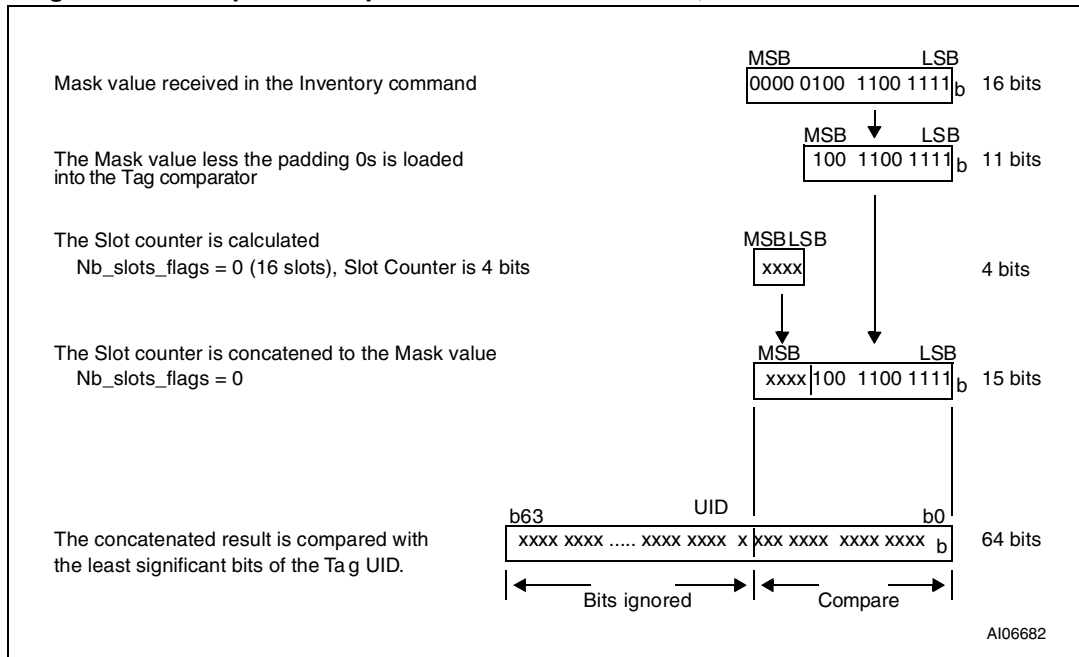 MSB LSB
Mask value received in the Inventory command 0000 0100 1100 1111 b 16 bits
MSB LSB
The Mask value less the padding 0s is loaded
into the Tag comparator
100 1100 1111 b 11 bits
The Slot counter is calculated
MSB LSB
Nb_slots_flags = 0 (16 slots), Slot Counter is 4 bits xxxx 4 bits
The Slot counter is concatened to the Mask value
MSB LSB
Nb_slots_flags = 0 xxxx 100 1100 1111 b 15 bits
UID
b63 b0
The concatenated result is compared with
the least significant bits of the Tag UID.
xxxx xxxx ..... xxxx xxxx x xxx xxxx xxxx xxxx b 64 bits
Bits ignored Compare
AI06682